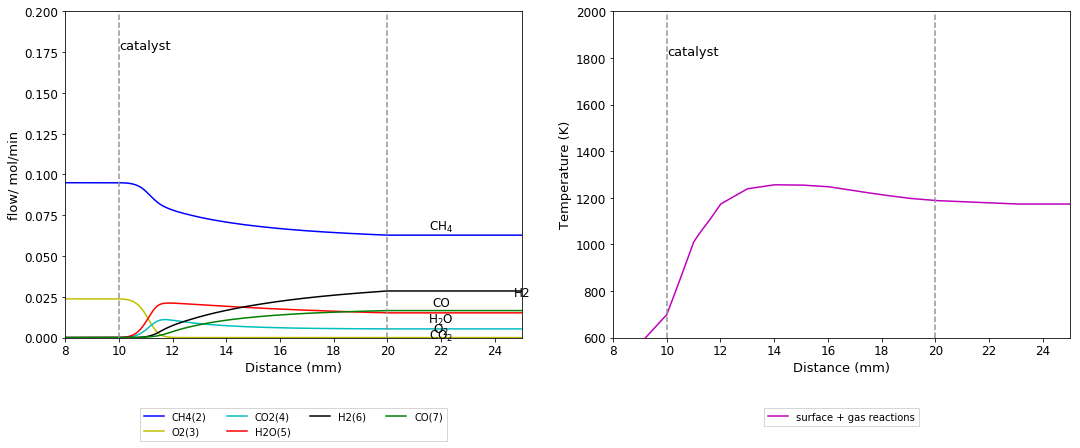 0.200
0.175
0.150
0.125
0.100
0.075
0.050
0.025
0.000
flow/ mol/min
catalyst
CH₄
H2
CO
H₂O
O₂
CO₂
8 10 12 14 16 18 20 22 24
Distance (mm)
CH4(2) CO2(4) H2(6) CO(7)
O2(3) H2O(5)
2000
1800
1600
1400
1200
1000
800
600
Temperature (K)
catalyst
8 10 12 14 16 18 20 22 24
Distance (mm)
surface + gas reactions